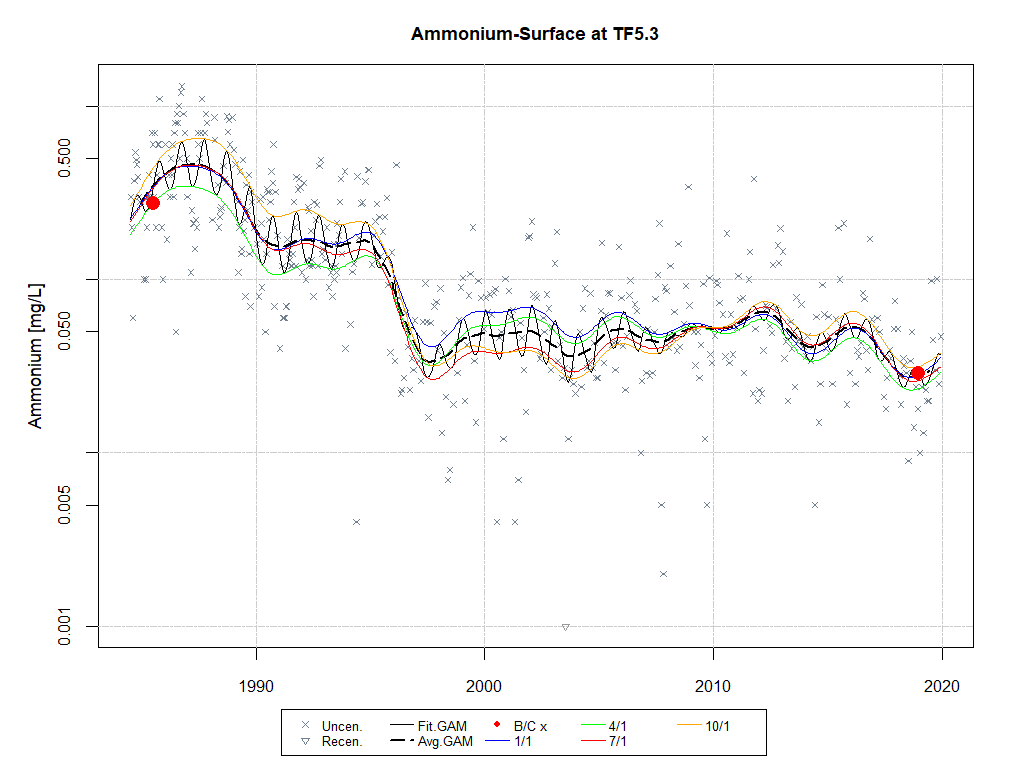 Ammonium-Surface at TF5.3
Ammonium [mg/L]
0.500
0.050
0.005
0.001
1990 2000 2010 2020
Uncen. Fit.GAM B/C x 4/1 10/1
Recen. Avg.GAM 1/1 7/1